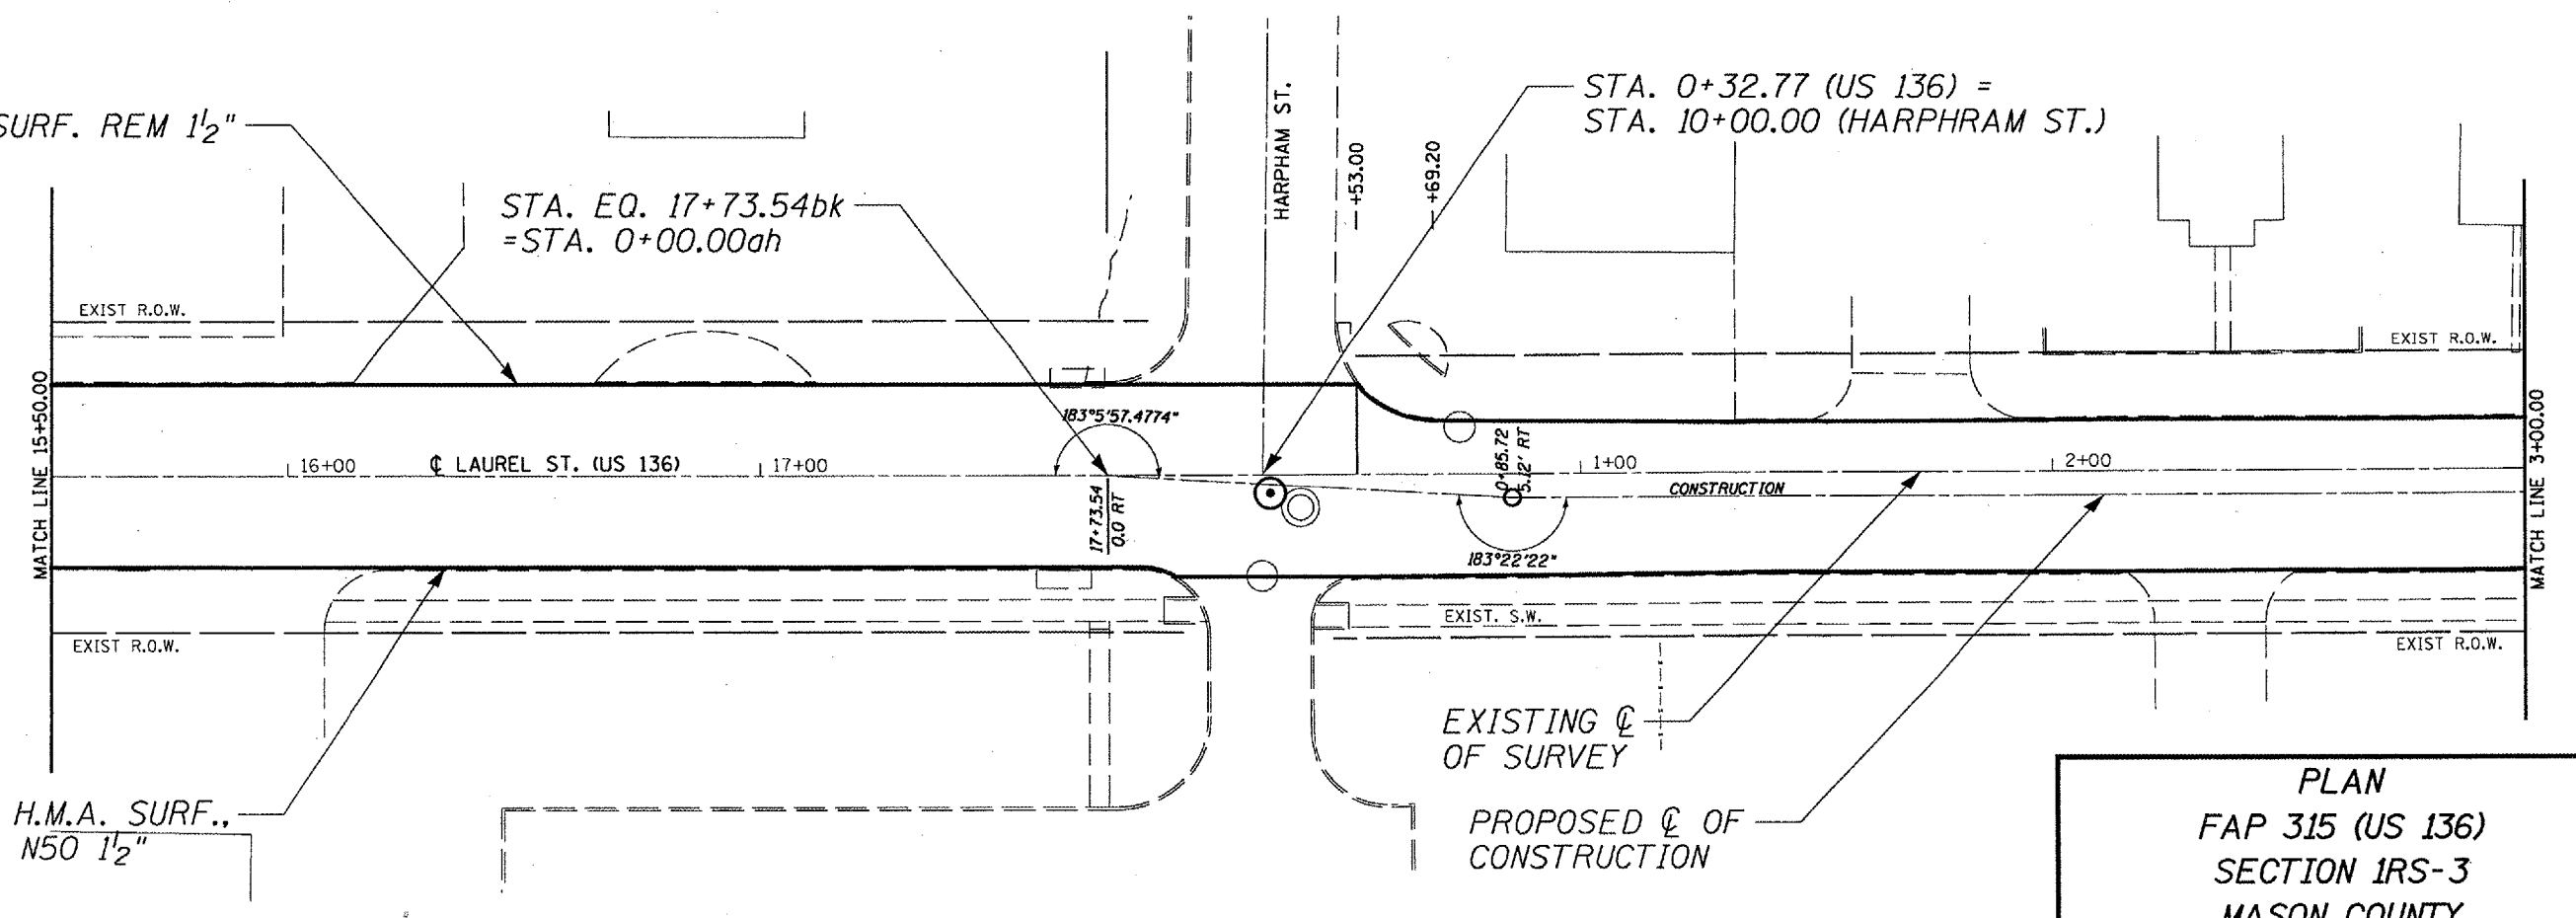 SURF. REM 1 1/2"
STA. EQ. 17+73.54bk
=STA. 0+00.00ah
HARPHAM ST.
+53.00
+69.20
STA. 0+32.77 (US 136) =
STA. 10+00.00 (HARPHRAM ST.)
EXIST R.O.W.
EXIST R.O.W.
MATCH LINE 15+50.00
183°5'57.4774"
16+00
℄ LAUREL ST. (US 136)
17+00
17+73.54
0.0 RT
0+85.72
5.12' RT
1+00
2+00
CONSTRUCTION
MATCH LINE 3+00.00
183°22'22"
EXIST. S.W.
EXIST R.O.W.
EXIST R.O.W.
EXISTING ℄
OF SURVEY
H.M.A. SURF.,
N50 1 1/2"
PROPOSED ℄ OF
CONSTRUCTION
PLAN
FAP 315 (US 136)
SECTION 1RS-3
MASON COUNTY